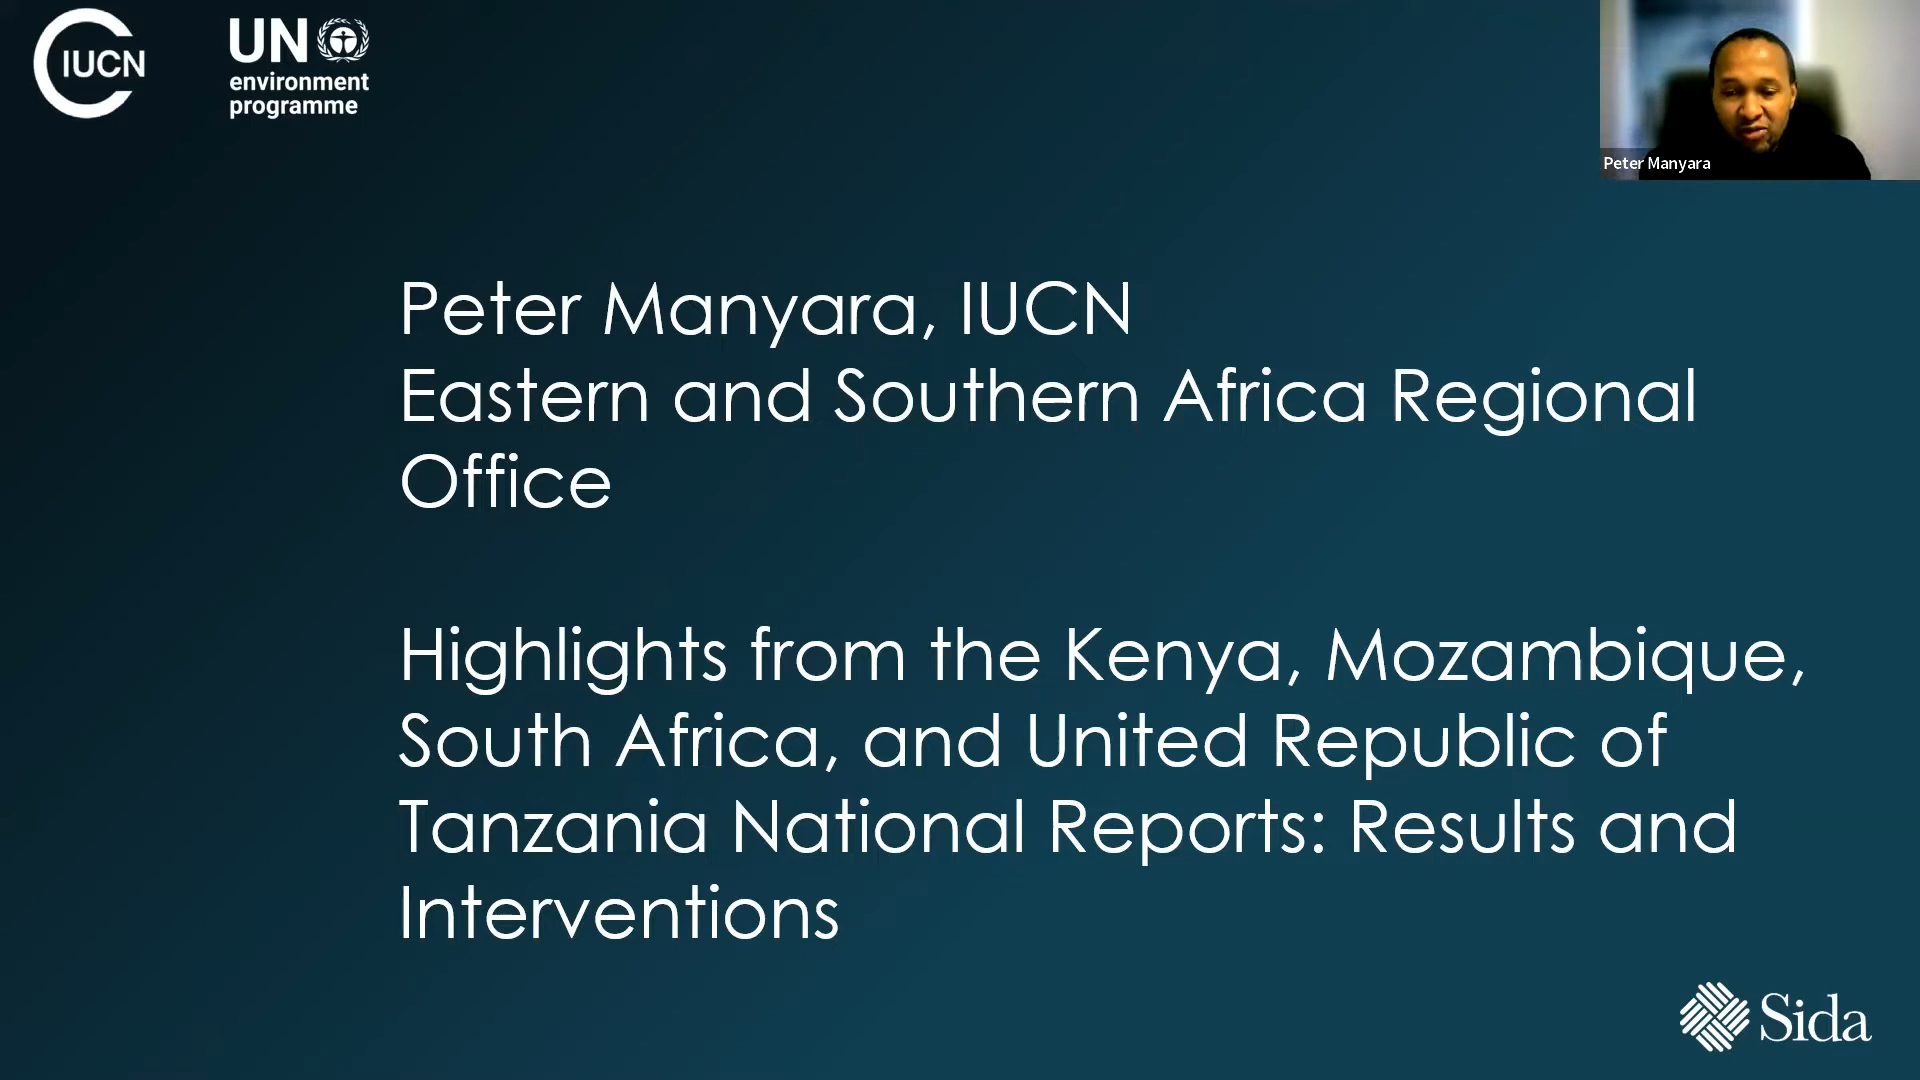 IUCN
UN
environment
programme
Peter Manyara
Peter Manyara, IUCN
Eastern and Southern Africa Regional
Office
Highlights from the Kenya, Mozambique,
South Africa, and United Republic of
Tanzania National Reports: Results and
Interventions
Sida